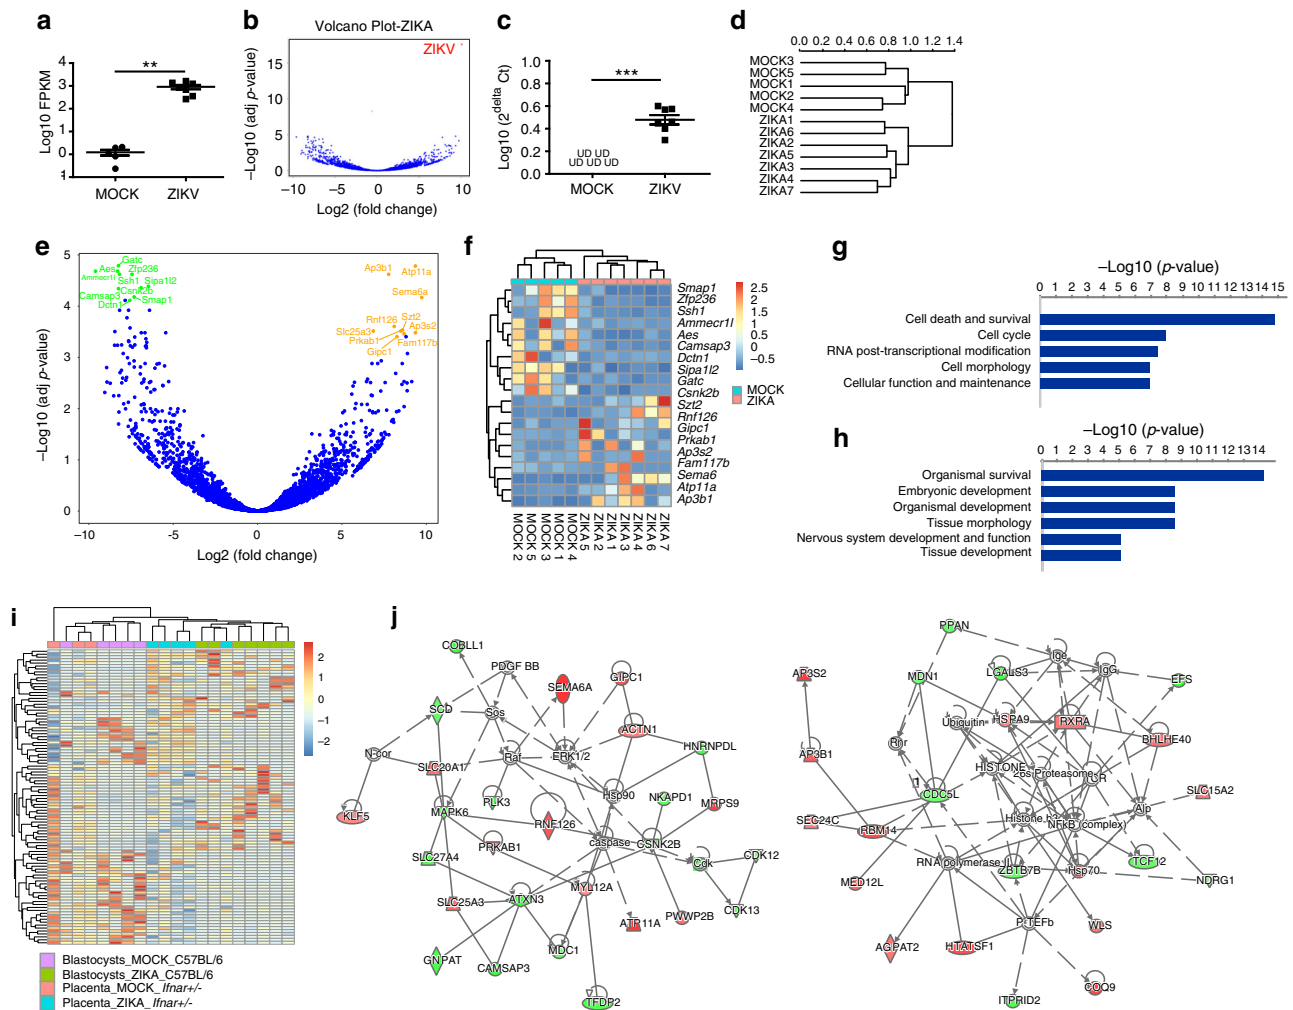 a
Log10 FPKM
4
3
2
1
0
1
**
MOCK
ZIKV
b
Volcano Plot-ZIKA
ZIKV
–Log10 (adj p-value)
15
10
5
0
−10
−5
0
5
10
Log2 (fold change)
c
Log10 (2^delta Ct)
1.0
0.8
0.6
0.4
0.2
0.0
***
UD UD
UD UD UD
MOCK
ZIKV
d
0.0 0.2 0.4 0.6 0.8 1.0 1.2 1.4
MOCK3
MOCK5
MOCK1
MOCK2
MOCK4
ZIKA1
ZIKA6
ZIKA2
ZIKA5
ZIKA3
ZIKA4
ZIKA7
e
–Log10 (adj p-value)
5
4
3
2
1
0
−10
−5
0
5
10
Log2 (fold change)
Gatc
Aes
Zfp236
Ammecr1l
Ssh1
Sipa1l2
Csnk2b
Camsap3
Dctn1
Smap1
Ap3b1
Atp11a
Sema6a
Rnf126
Szt2
Slc25a3
Ap3s2
Prkab1
Fam117b
Gipc1
f
Smap1
Zfp236
Ssh1
Ammecr1l
Aes
Camsap3
Dctn1
Sipa1l2
Gatc
Csnk2b
Szt2
Rnf126
Gipc1
Prkab1
Ap3s2
Fam117b
Sema6
Atp11a
Ap3b1
MOCK 2
MOCK 5
MOCK 3
MOCK 1
MOCK 4
ZIKA 5
ZIKA 2
ZIKA 1
ZIKA 3
ZIKA 4
ZIKA 6
ZIKA 7
2.5
2
1.5
1
0.5
0
−0.5
MOCK
ZIKA
g
–Log10 (p-value)
0 1 2 3 4 5 6 7 8 9 10 11 12 13 14 15
Cell death and survival
Cell cycle
RNA post-transcriptional modification
Cell morphology
Cellular function and maintenance
h
–Log10 (p-value)
0 1 2 3 4 5 6 7 8 9 10 11 12 13 14
Organismal survival
Embryonic development
Organismal development
Tissue morphology
Nervous system development and function
Tissue development
i
2
1
0
−1
−2
Blastocysts_MOCK_C57BL/6
Blastocysts_ZIKA_C57BL/6
Placenta_MOCK_Ifnar+/-
Placenta_ZIKA_Ifnar+/-
j
COBLL1
PDGF BB
SEMA6A
GIPC1
SCD
Sos
ACTN1
N-cor
Raf
ERK1/2
HNRNPDL
SLC20A1
Hsp90
NKAPD1
KLF5
MAPK6
PLK3
MRPS9
RNF126
PRKAB1
caspase
CSNK2B
SLC27A4
Cdk
CDK12
MYL12A
SLC25A3
ATXN3
ATP11A
PWWP2B
CDK13
MDC1
GNPAT
CAMSAP3
TFDP2
PPAN
Ige
AP3S2
MDN1
LGALS3
IgG
EFS
Ubiquitin
HSPA9
RXRA
BHLHE40
AP3B1
Rnr
HISTONE
26s Proteasome
CR
1
CDC5L
SLC15A2
SEC24C
RBM14
Histone h3
NFkB (complex)
Alp
RNA polymerase II
ZBTB7B
Hsp70
TCF12
MED12L
NDRG1
P-TEFb
WLS
AGPAT2
HTATSF1
ITPRID2
COQ9